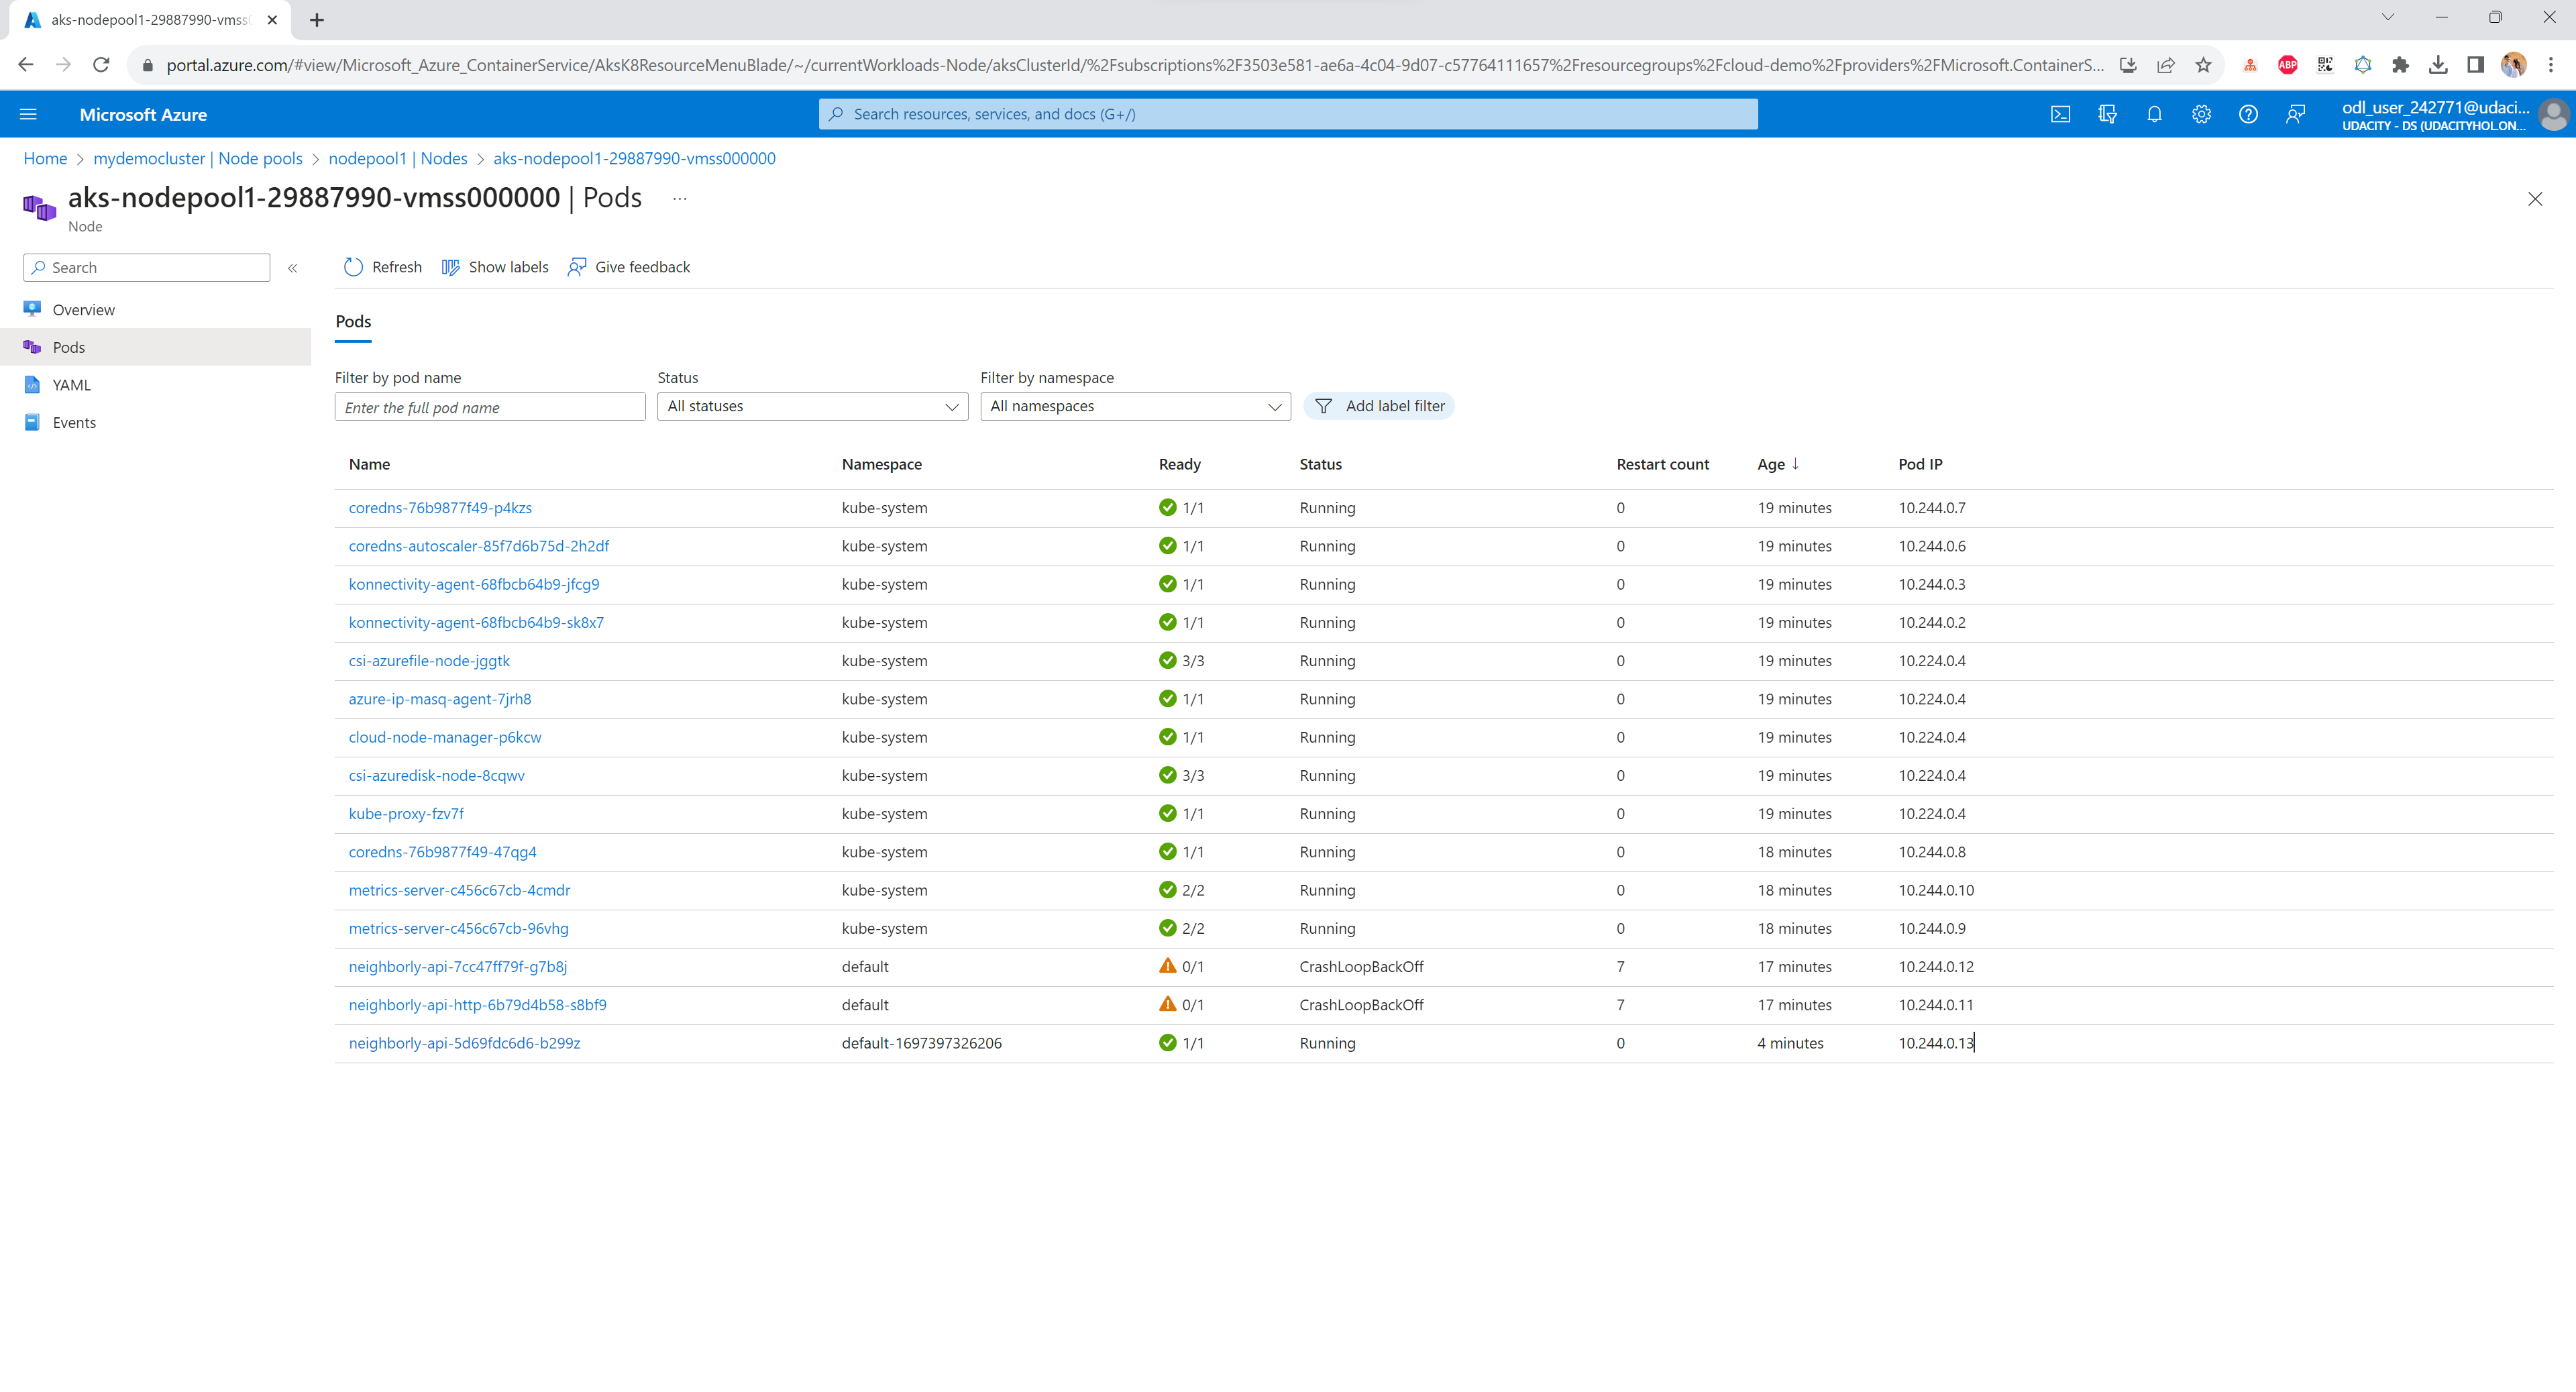 aks-nodepool1-29887990-vmss
portal.azure.com/#view/Microsoft_Azure_ContainerService/AksK8ResourceMenuBlade/~/currentWorkloads-Node/aksClusterId/%2Fsubscriptions%2F3503e581-ae6a-4c04-9d07-c57764111657%2Fresourcegroups%2Fcloud-demo%2Fproviders%2FMicrosoft.ContainerS...
ABP
Microsoft Azure
Search resources, services, and docs (G+/)
odl_user_242771@udaci...
UDACITY - DS (UDACITYHOL.ON...
Home > mydemocluster | Node pools > nodepool1 | Nodes > aks-nodepool1-29887990-vmss000000
aks-nodepool1-29887990-vmss000000 | Pods ...
Node
Search
Refresh Show labels Give feedback
Overview
Pods
YAML
Events
Pods
Filter by pod name Status Filter by namespace
Enter the full pod name All statuses All namespaces Add label filter
Name Namespace Ready Status Restart count Age ↓ Pod IP
coredns-76b9877f49-p4kzs kube-system 1/1 Running 0 19 minutes 10.244.0.7
coredns-autoscaler-85f7d6b75d-2h2df kube-system 1/1 Running 0 19 minutes 10.244.0.6
konnectivity-agent-68fbcb64b9-jfcg9 kube-system 1/1 Running 0 19 minutes 10.244.0.3
konnectivity-agent-68fbcb64b9-sk8x7 kube-system 1/1 Running 0 19 minutes 10.244.0.2
csi-azurefile-node-jggtk kube-system 3/3 Running 0 19 minutes 10.224.0.4
azure-ip-masq-agent-7jrh8 kube-system 1/1 Running 0 19 minutes 10.224.0.4
cloud-node-manager-p6kcw kube-system 1/1 Running 0 19 minutes 10.224.0.4
csi-azuredisk-node-8cqwv kube-system 3/3 Running 0 19 minutes 10.224.0.4
kube-proxy-fzv7f kube-system 1/1 Running 0 19 minutes 10.224.0.4
coredns-76b9877f49-47qg4 kube-system 1/1 Running 0 18 minutes 10.244.0.8
metrics-server-c456c67cb-4cmdr kube-system 2/2 Running 0 18 minutes 10.244.0.10
metrics-server-c456c67cb-96vhg kube-system 2/2 Running 0 18 minutes 10.244.0.9
neighborly-api-7cc47ff79f-g7b8j default 0/1 CrashLoopBackOff 7 17 minutes 10.244.0.12
neighborly-api-http-6b79d4b58-s8bf9 default 0/1 CrashLoopBackOff 7 17 minutes 10.244.0.11
neighborly-api-5d69fdc6d6-b299z default-1697397326206 1/1 Running 0 4 minutes 10.244.0.13